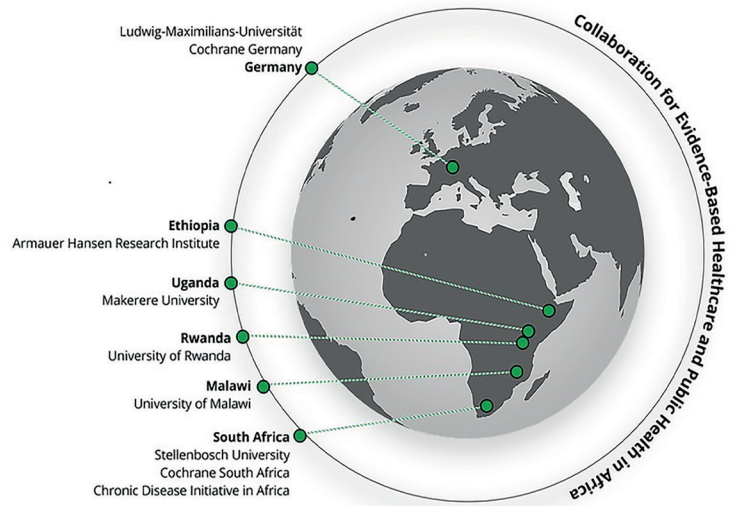 Ludwig-Maximilians-Universität
Cochrane Germany
Germany
Ethiopia
Armauer Hansen Research Institute
Uganda
Makerere University
Rwanda
University of Rwanda
Malawi
University of Malawi
South Africa
Stellenbosch University
Cochrane South Africa
Chronic Disease Initiative in Africa
Collaboration for Evidence-Based Healthcare and Public Health in Africa